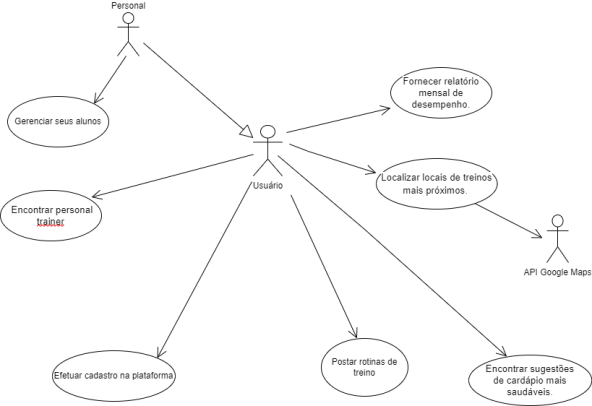 Personal
Gerenciar seus alunos
Fornecer relatório
mensal de
desempenho.
Localizar locais de treinos
mais próximos.
Usuário
Encontrar personal
trainer
API Google Maps
Efetuar cadastro na plataforma
Postar rotinas de
treino
Encontrar sugestões
de cardápio mais
saudáveis.